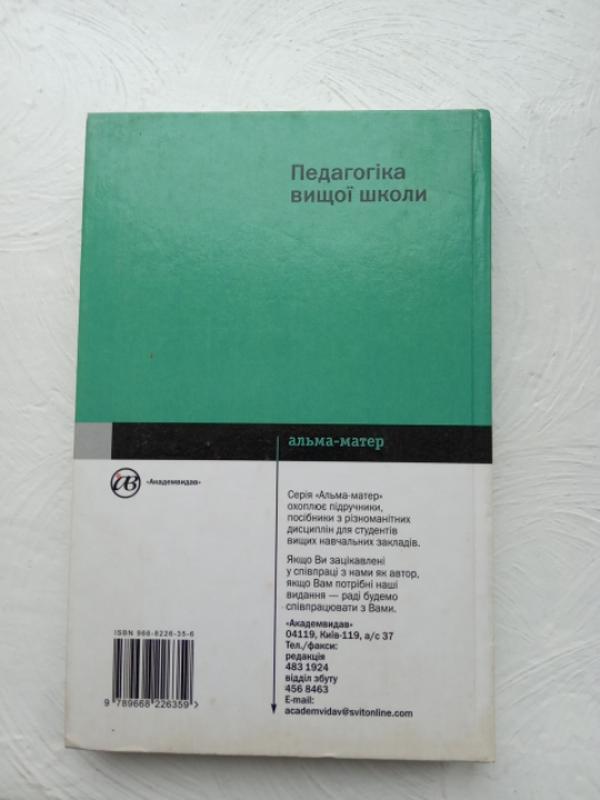 Педагогіка
вищої школи
альма-матер
«Академвидав»
Серія «Альма-матер»
охоплює підручники,
посібники з різноманітних
дисциплін для студентів
вищих навчальних закладів.
Якщо Ви зацікавлені
у співпраці з нами як автор,
якщо Вам потрібні наші
видання — раді будемо
співпрацювати з Вами.
«Академвидав»
04119, Київ-119, а/с 37
Тел./факси:
редакція
483 1924
відділ збуту
456 8463
E-mail:
academvidav@svitonline.com
ISBN 966-8226-35-6
9 789668 226359 >